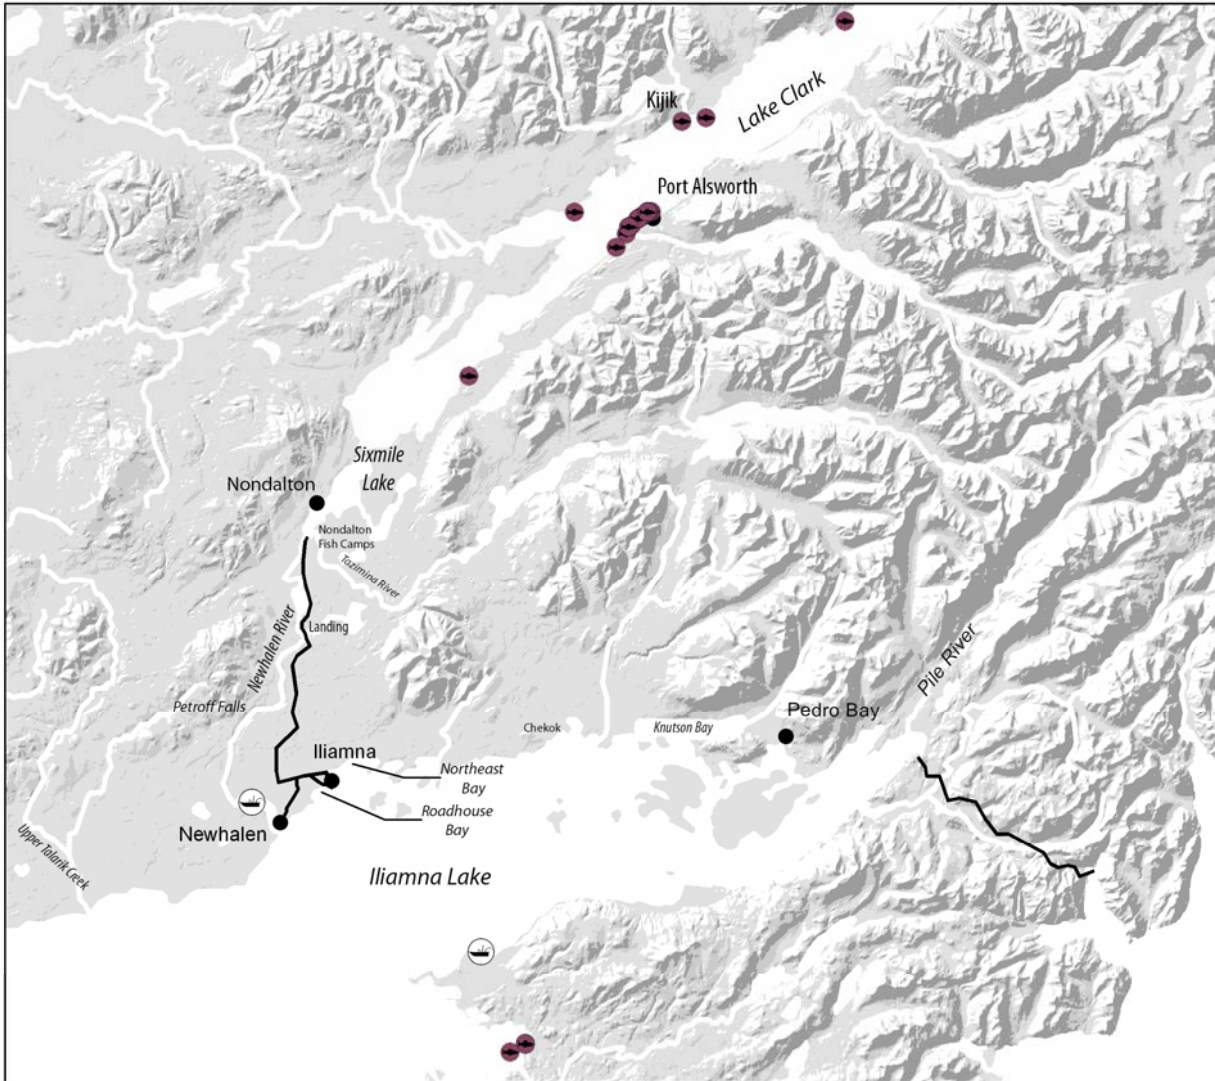 Kijik
Lake Clark
Port Alsworth
Sixmile
Lake
Nondalton
Nondalton
Fish Camps
Tazimina River
Newhalen River
Landing
Petroff Falls
Pile River
Pedro Bay
Chekok
Knutson Bay
Iliamna
Northeast
Bay
Roadhouse
Bay
Newhalen
Upper Talarik Creek
Iliamna Lake